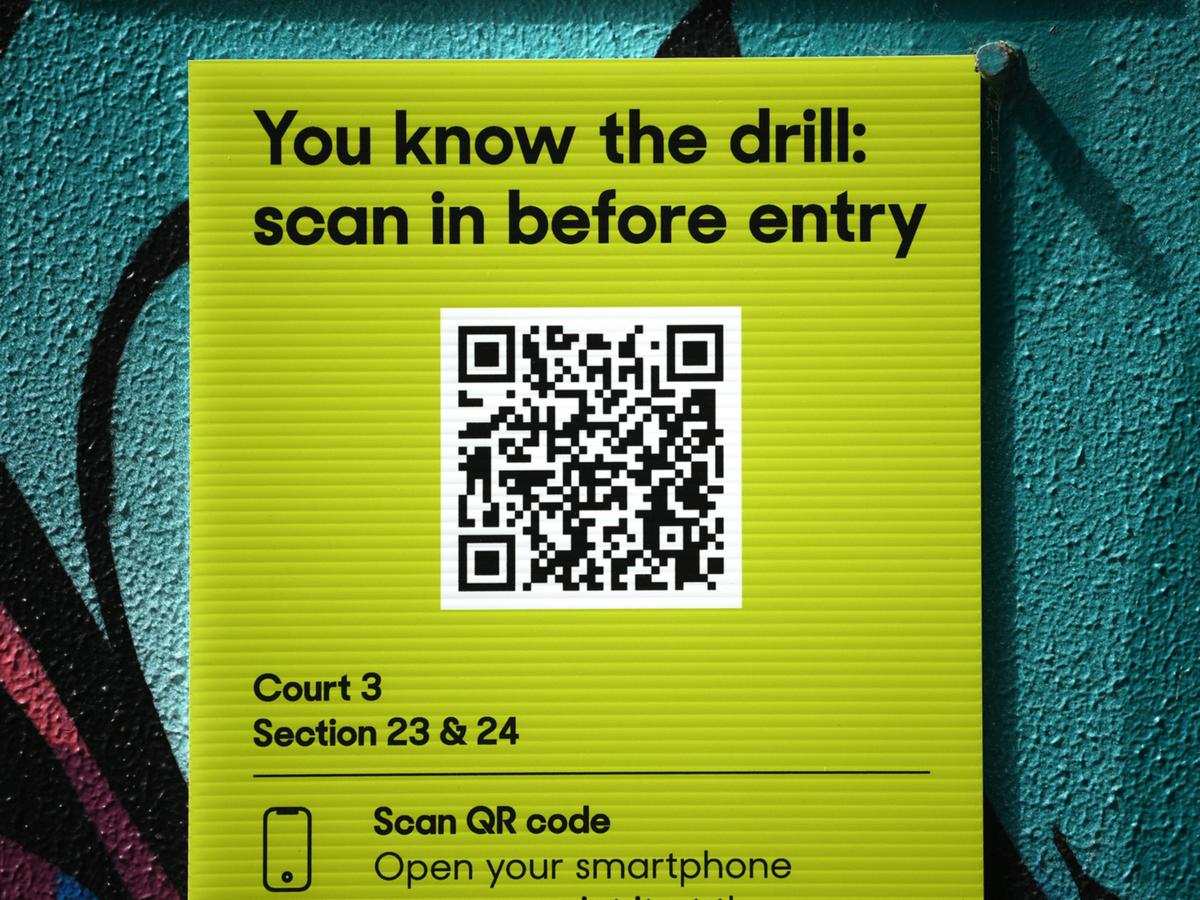 You know the drill:
scan in before entry
Court 3
Section 23 & 24
Scan QR code
Open your smartphone